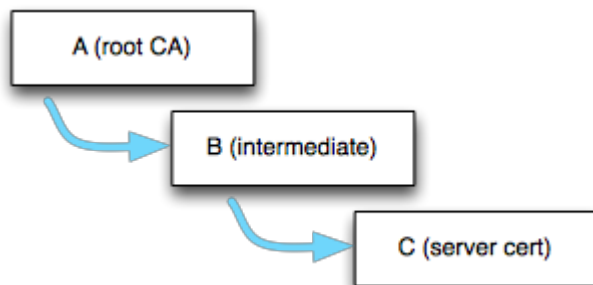 A (root CA)
B (intermediate)
C (server cert)